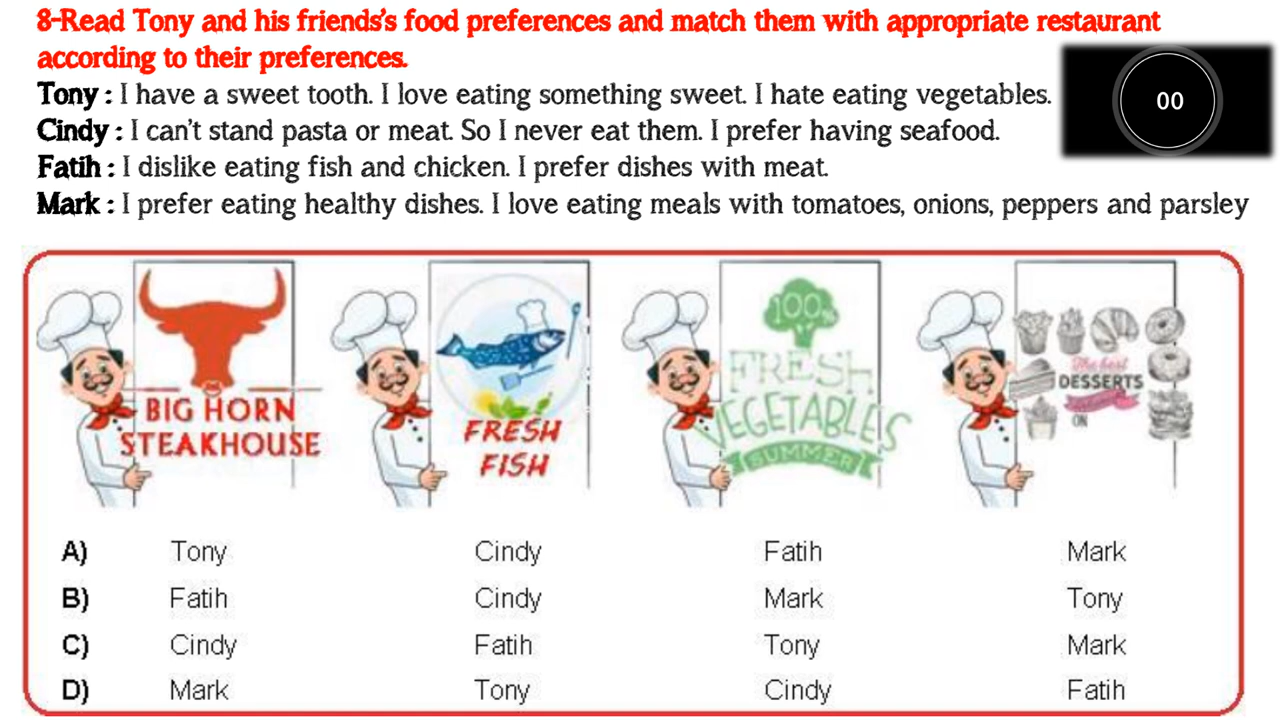 8-Read Tony and his friends's food preferences and match them with appropriate restaurant
according to their preferences.
Tony : I have a sweet tooth. I love eating something sweet. I hate eating vegetables.
00
Cindy : I can't stand pasta or meat. So I never eat them. I prefer having seafood.
Fatih : I dislike eating fish and chicken. I prefer dishes with meat.
Mark : I prefer eating healthy dishes. I love eating meals with tomatoes, onions, peppers and parsley
BIG HORN
STEAKHOUSE
FRESH
FISH
100%
FRESH
VEGETABLES
SUMMER
The best
DESSERTS
ON
A) Tony Cindy Fatih Mark
B) Fatih Cindy Mark Tony
C) Cindy Fatih Tony Mark
D) Mark Tony Cindy Fatih